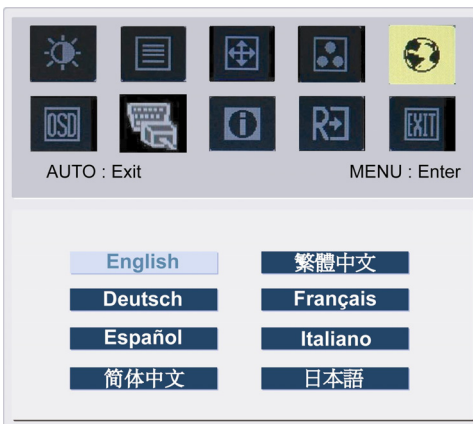 OSD
R
EXIT
AUTO : Exit MENU : Enter
English 繁體中文
Deutsch Français
Español Italiano
简体中文 日本語